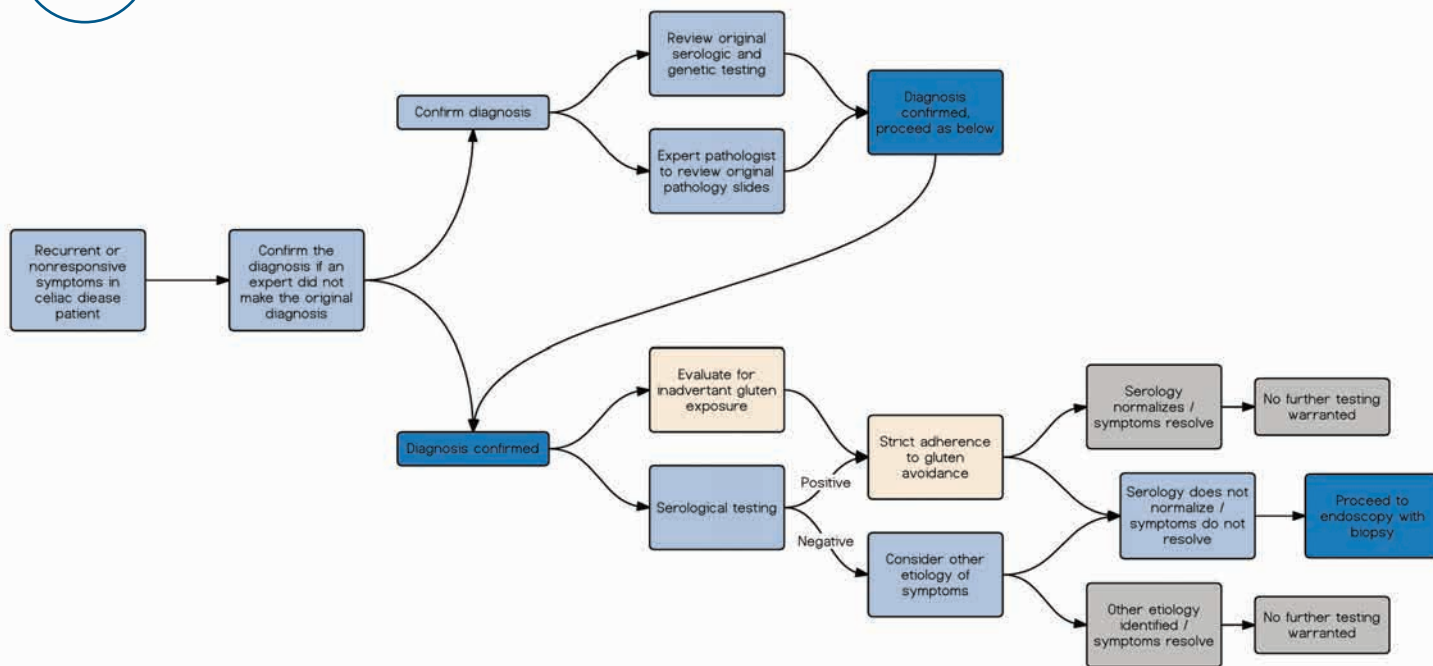 Review original
serologic and
genetic testing
Confirm diagnosis
Diagnosis
confirmed,
proceed as below
Expert pathologist
to review original
pathology slides
Recurrent or
nonresponsive
symptoms in
celiac diease
patient
Confirm the
diagnosis if an
expert did not
make the original
diagnosis
Evaluate for
inadvertant gluten
exposure
Diagnosis confirmed
Serological testing
Positive
Negative
Strict adherence
to gluten
avoidance
Consider other
etiology of
symptoms
Serology
normalizes /
symptoms resolve
No further testing
warranted
Serology does not
normalize /
symptoms do not
resolve
Proceed to
endoscopy with
biopsy
Other etiology
identified /
symptoms resolve
No further testing
warranted